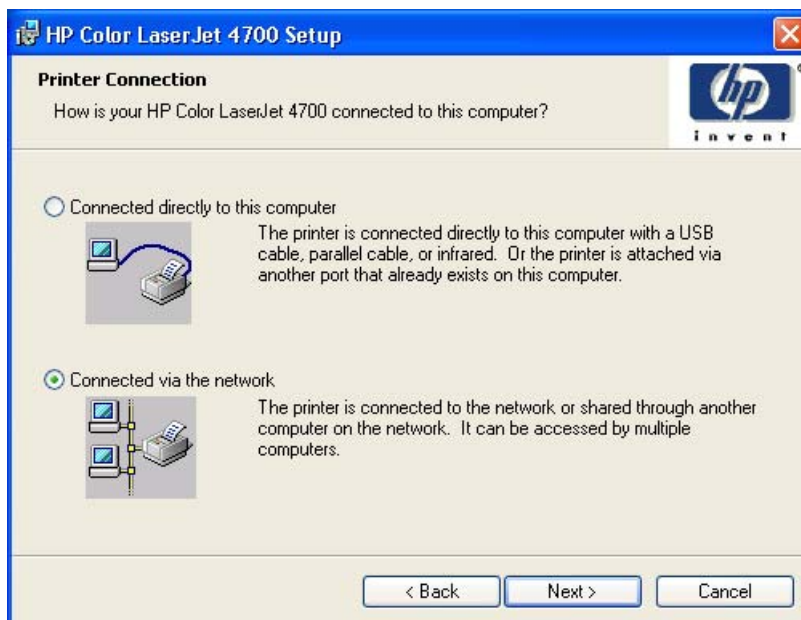 HP Color LaserJet 4700 Setup
Printer Connection
How is your HP Color LaserJet 4700 connected to this computer?
hp
®
invent
Connected directly to this computer
The printer is connected directly to this computer with a USB
cable, parallel cable, or infrared. Or the printer is attached via
another port that already exists on this computer.
Connected via the network
The printer is connected to the network or shared through another
computer on the network. It can be accessed by multiple
computers.
< Back
Next >
Cancel